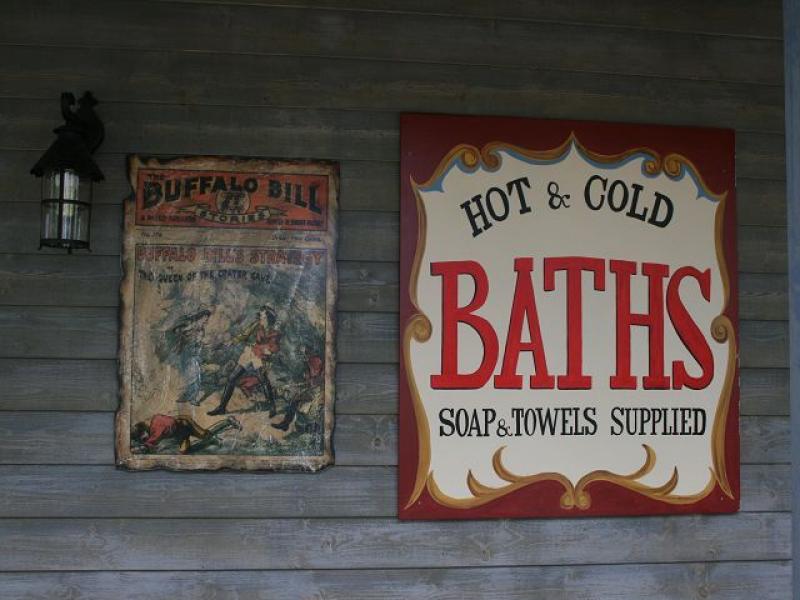 THE
BUFFALO BILL
STORIES
BUFFALO BILL'S STRATEGY
OR
THE QUEEN OF THE CRATER CAVE
HOT & COLD
BATHS
SOAP & TOWELS SUPPLIED